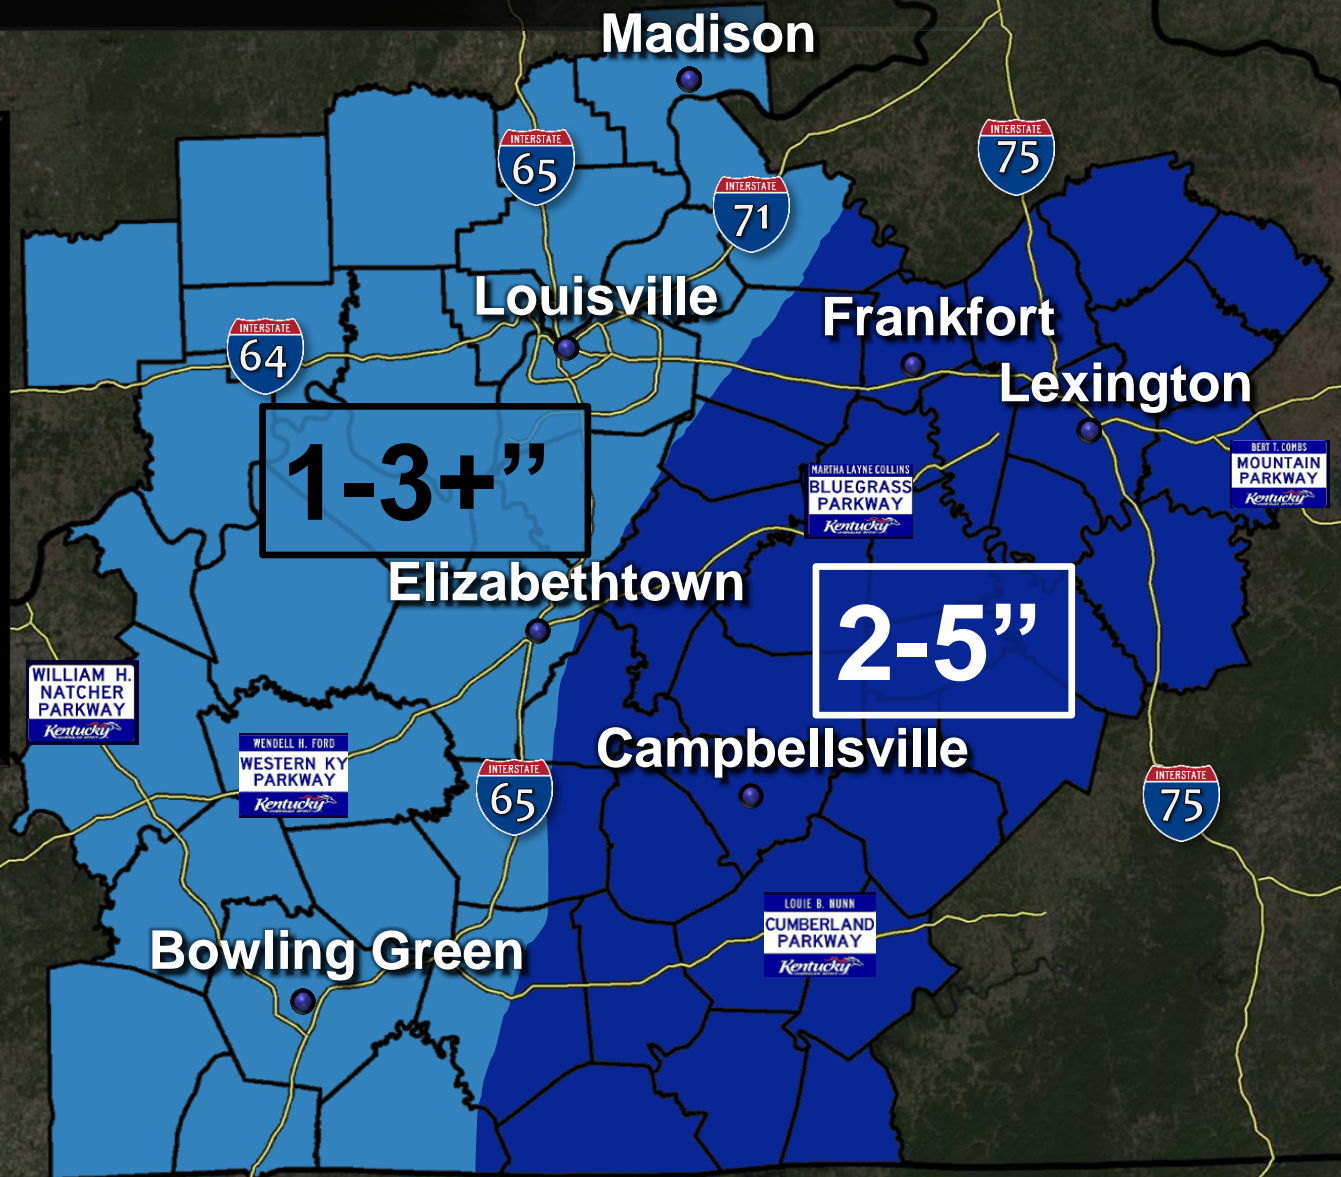 Madison
INTERSTATE
65
INTERSTATE
75
INTERSTATE
71
Louisville
Frankfort
INTERSTATE
64
Lexington
1-3+”
MARTHA LAYNE COLLINS
BLUEGRASS
PARKWAY
Kentucky
BERT T. COMBS
MOUNTAIN
PARKWAY
Kentucky
Elizabethtown
2-5”
WILLIAM H.
NATCHER
PARKWAY
Kentucky
WENDELL H. FORD
WESTERN KY
PARKWAY
Kentucky
Campbellsville
INTERSTATE
65
INTERSTATE
75
LOUIE B. NUNN
CUMBERLAND
PARKWAY
Kentucky
Bowling Green